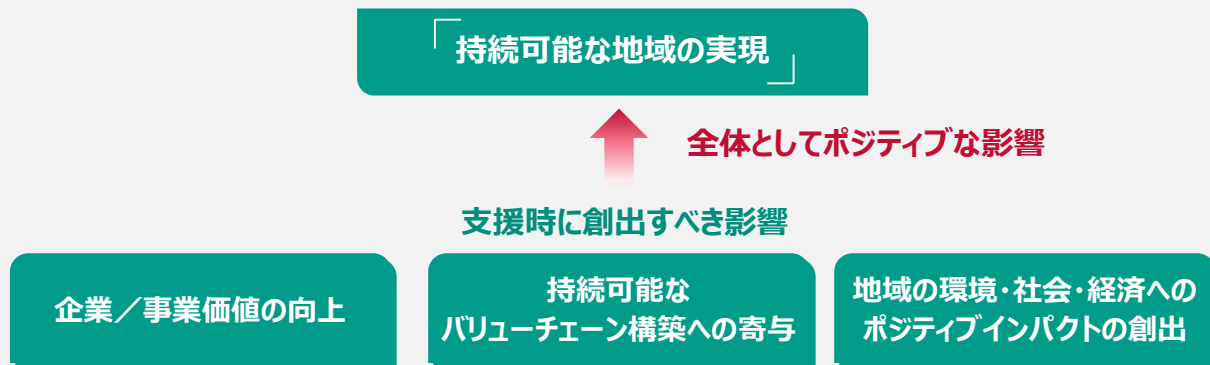 「持続可能な地域の実現」
全体としてポジティブな影響
支援時に創出すべき影響
企業／事業価値の向上
持続可能な
バリューチェーン構築への寄与
地域の環境・社会・経済への
ポジティブインパクトの創出